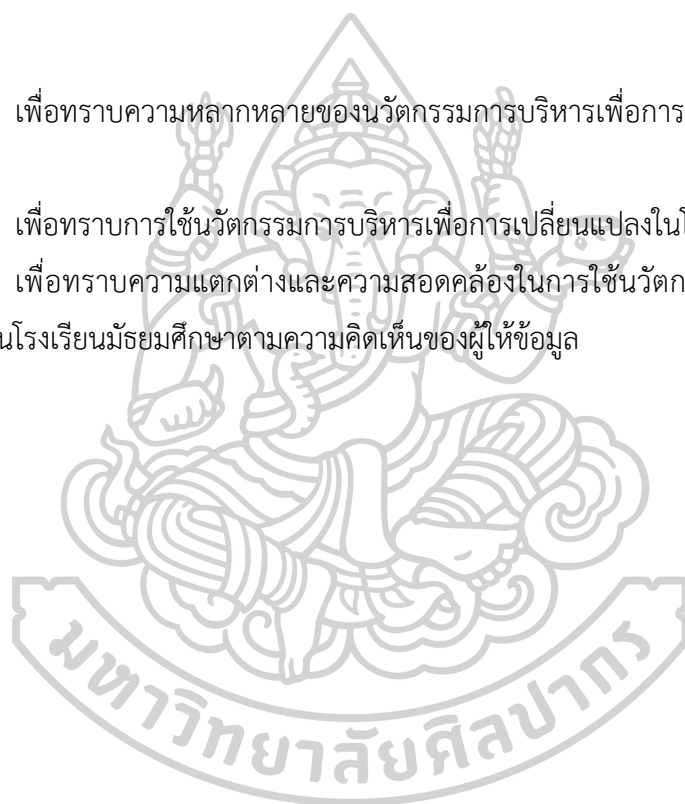 เพื่อทราบความหลากหลายของนวัตกรรมการบริหารเพื่อการ
เพื่อทราบการใช้นวัตกรรมการบริหารเพื่อการเปลี่ยนแปลงใน
เพื่อทราบความแตกต่างและความสอดคล้องในการใช้นวัตก
นโรงเรียนมัธยมศึกษาตามความคิดเห็นของผู้ให้ข้อมูล
มหาวิทยาลัยศิลปากร